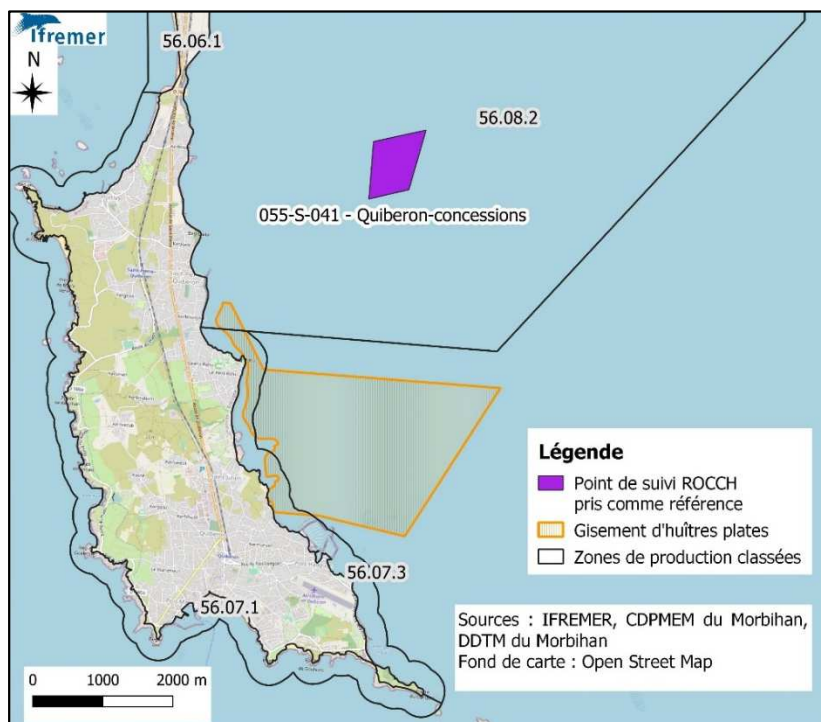 Ifremer
N
56.06.1
56.08.2
055-S-041 - Quiberon-concessions
Légende
Point de suivi ROCCH
pris comme référence
Gisement d'huîtres plates
Zones de production classées
56.07.3
56.07.1
Sources : IFREMER, CDPMEM du Morbihan,
DDTM du Morbihan
Fond de carte : Open Street Map
0 1000 2000 m